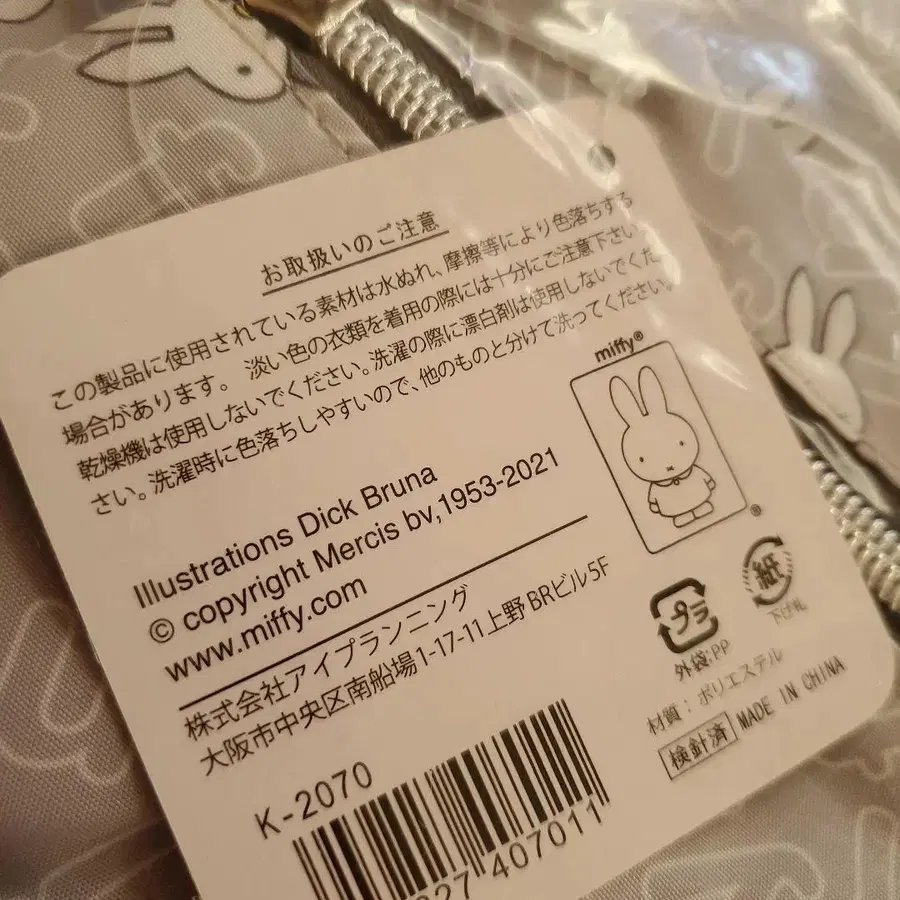 お取扱いのご注意
この製品に使用されている素材は水ぬれ、摩擦等により色落ちする
場合があります。 淡い色の衣類を着用の際には十分にご注意下さい
乾燥機は使用しないでください。洗濯の際に漂白剤は使用しないでくだ
さい。洗濯時に色落ちしやすいので、他のものと分けて洗ってください。
miffy®
®
Illustrations Dick Bruna
© copyright Mercis bv,1953-2021
www.miffy.com
株式会社アイプランニング
大阪市中央区南船場1-17-11上野BRビル5F
プラ
外袋:PP
紙
下げ札
材質：ポリエステル
検針済 MADE IN CHINA
K-2070
27 407011